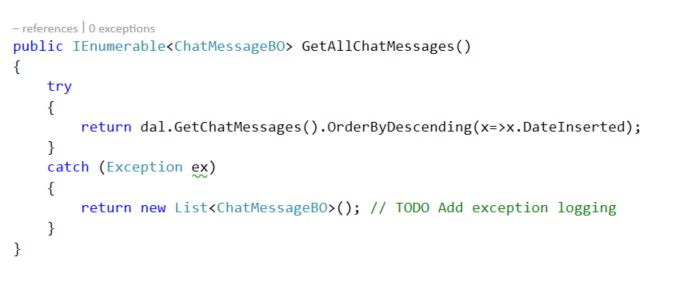 – references | 0 exceptions
public IEnumerable<ChatMessageBO> GetAllChatMessages()
{
    try
    {
        return dal.GetChatMessages().OrderByDescending(x=>x.DateInserted);
    }
    catch (Exception ex)
    {
        return new List<ChatMessageBO>(); // TODO Add exception logging
    }
}